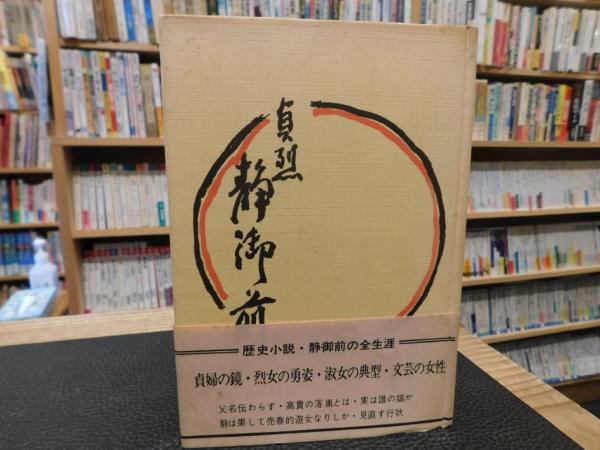 貞烈
静御前
歴史小説・静御前の全生涯
貞婦の鏡・烈女の勇姿・淑女の典型・文芸の女性
父名伝わらず・高貴の落胤とは・実は誰の娘か
静は果して売春的遊女なりしか・見直す行状